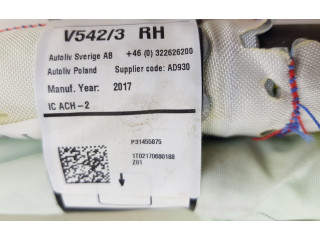 V542/3 RH
Autoliv Sverige AB +46 (0) 322626200
Autoliv Poland Supplier code: AD930
Manuf. Year: 2017
IC ACH-2
P31455875
1T02170680188
Z01